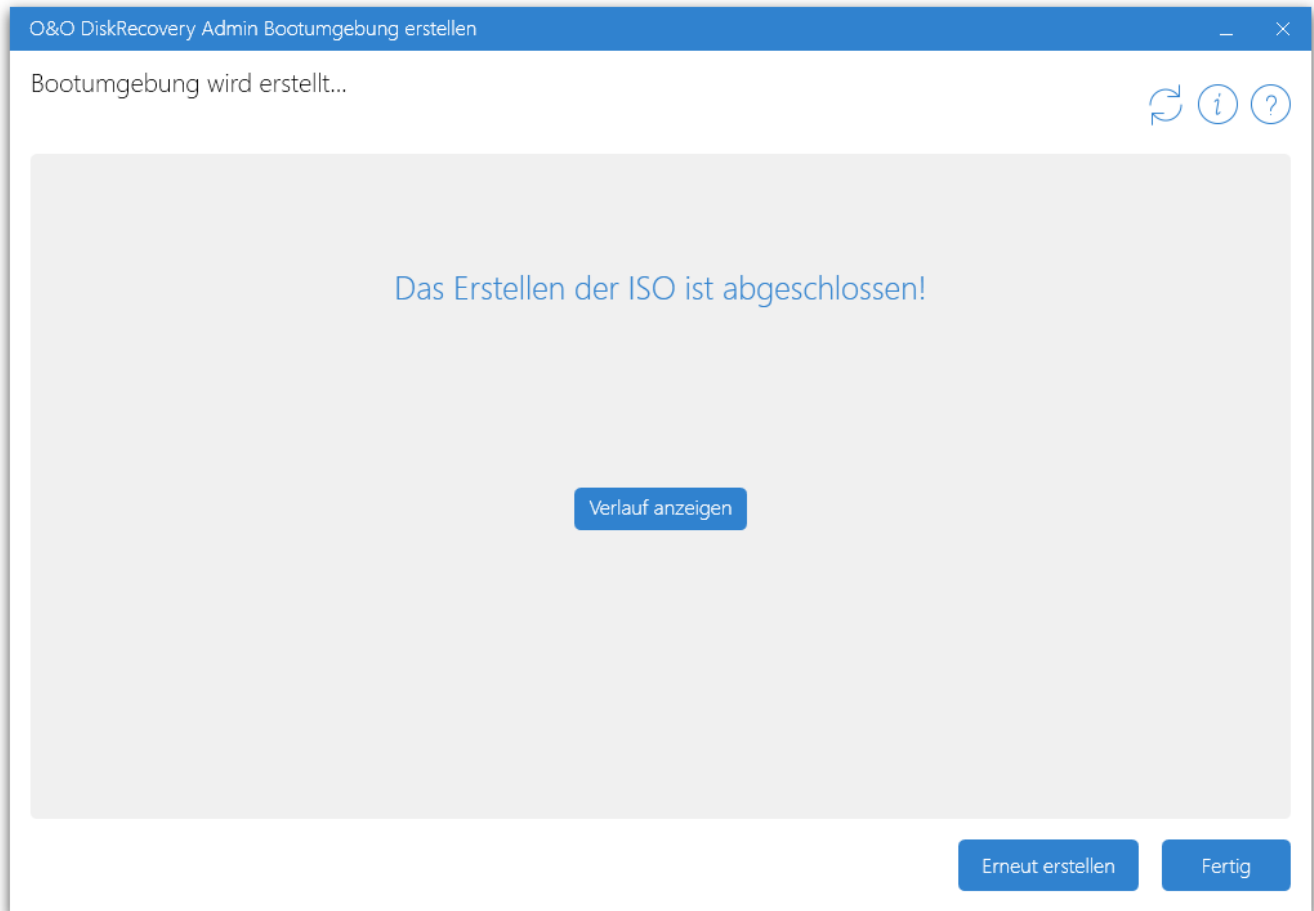 O&O DiskRecovery Admin Bootumgebung erstellen
Bootumgebung wird erstellt...
i ?
Das Erstellen der ISO ist abgeschlossen!
Verlauf anzeigen
Erneut erstellen Fertig